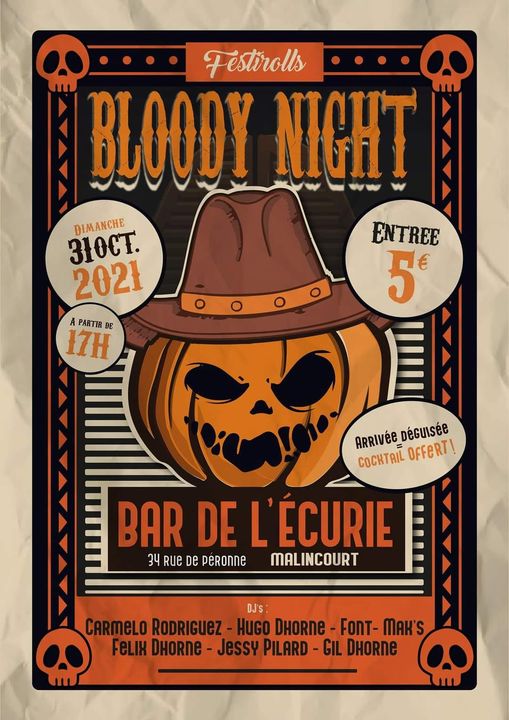 Festirolls
BLOODY NIGHT
DIMANCHE
31 OCT.
2021
ENTREE
5€
A PARTIR DE
17H
ARRIVÉE DÉGUISÉE
=
COCKTAIL OFFERT !
BAR DE L'ÉCURIE
34 RUE DE PÉRONNE MALINCOURT
DJ's :
CARMELO RODRIGUEZ - HUGO DHORNE - FONT- MAK'S
FELIX DHORNE - JESSY PILARD - GIL DHORNE